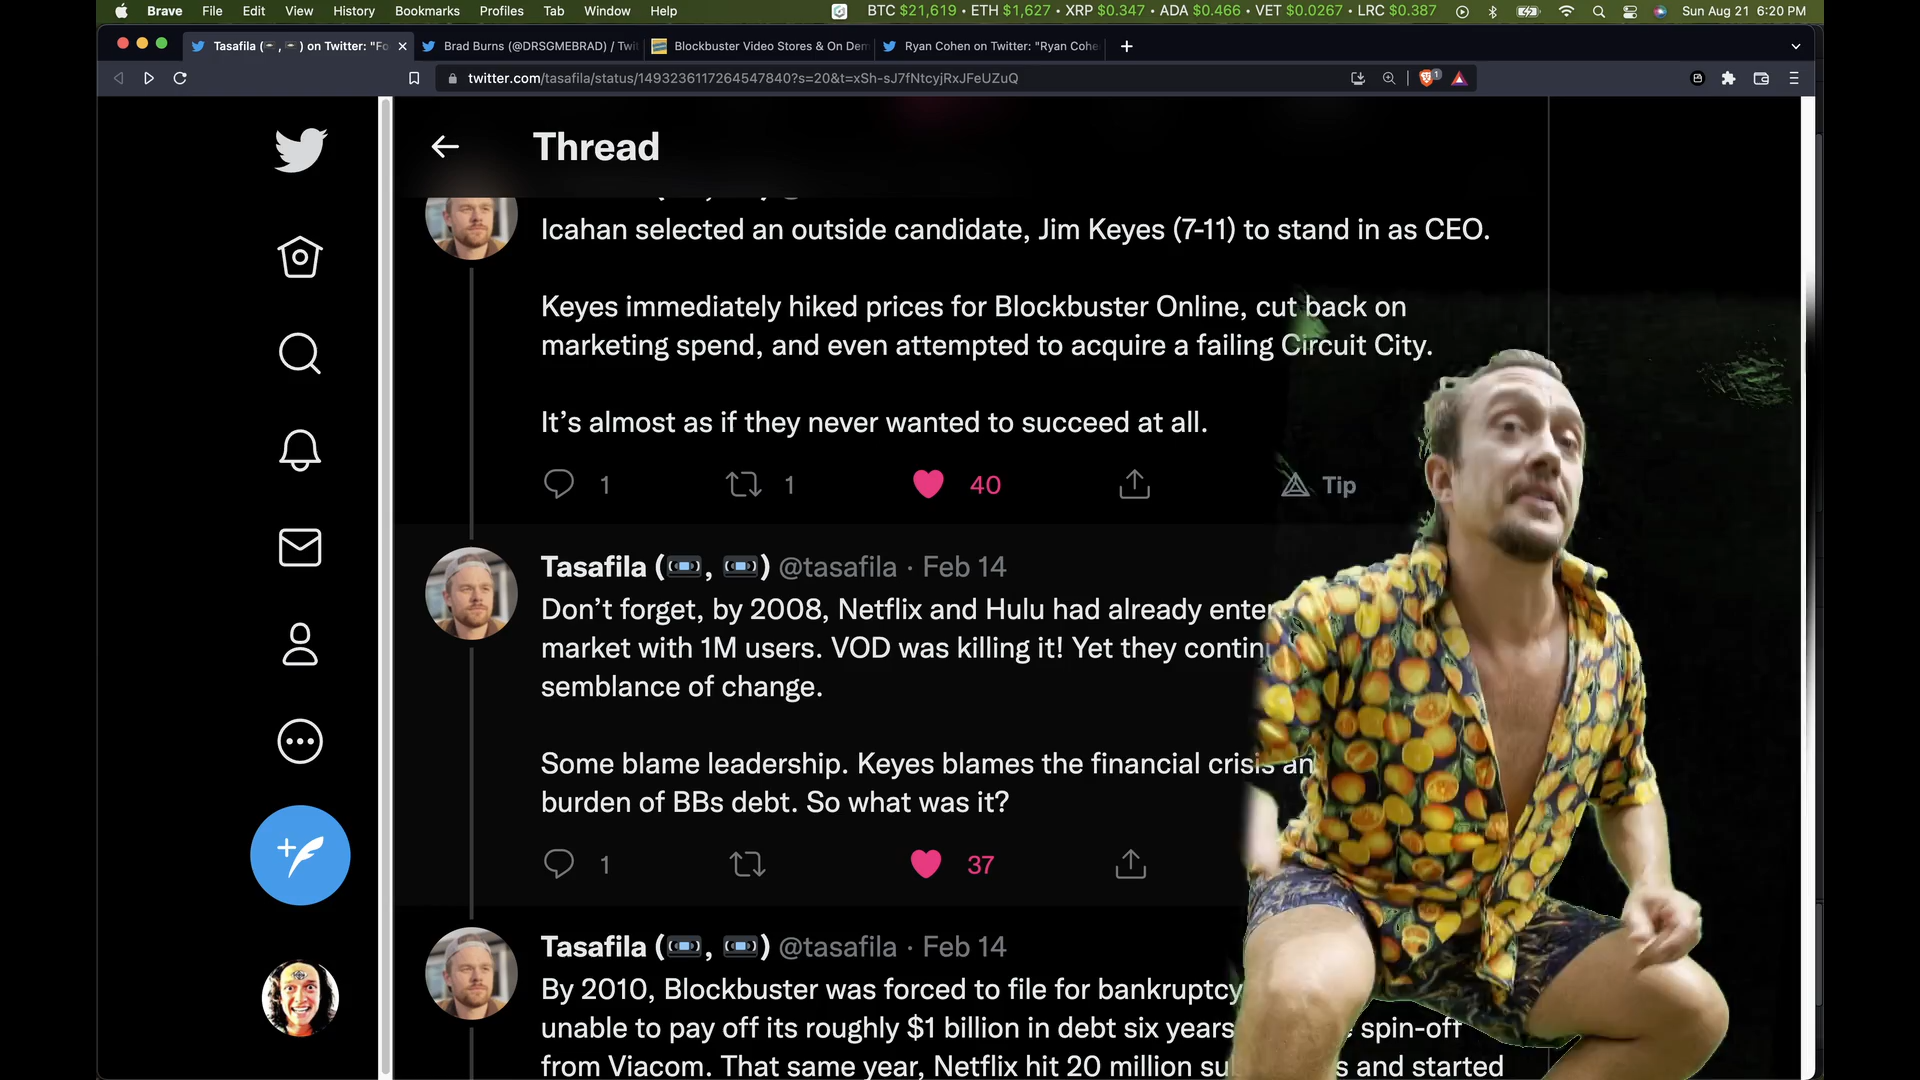 Brave File Edit View History Bookmarks Profiles Tab Window Help BTC $21,619 • ETH $1,627 • XRP $0.347 • ADA $0.466 • VET $0.0267 • LRC $0.387 Sun Aug 21 6:20 PM
Tasafila (📼, 📼) on Twitter: "Fo Brad Burns (@DRSGMEBRAD) / Twi Blockbuster Video Stores & On Dem Ryan Cohen on Twitter: "Ryan Cohe
twitter.com/tasafila/status/1493236117264547840?s=20&t=xSh-sJ7fNtcyjRxJFeUZuQ 1
Thread
Icahan selected an outside candidate, Jim Keyes (7-11) to stand in as CEO.
Keyes immediately hiked prices for Blockbuster Online, cut back on
marketing spend, and even attempted to acquire a failing Circuit City.
It’s almost as if they never wanted to succeed at all.
1 1 40 Tip
Tasafila (📼, 📼) @tasafila · Feb 14
Don’t forget, by 2008, Netflix and Hulu had already enter
market with 1M users. VOD was killing it! Yet they contin
semblance of change.
Some blame leadership. Keyes blames the financial crisis an
burden of BBs debt. So what was it?
1 37
Tasafila (📼, 📼) @tasafila · Feb 14
By 2010, Blockbuster was forced to file for bankruptcy
unable to pay off its roughly $1 billion in debt six years spin-off
from Viacom. That same year, Netflix hit 20 million su s and started